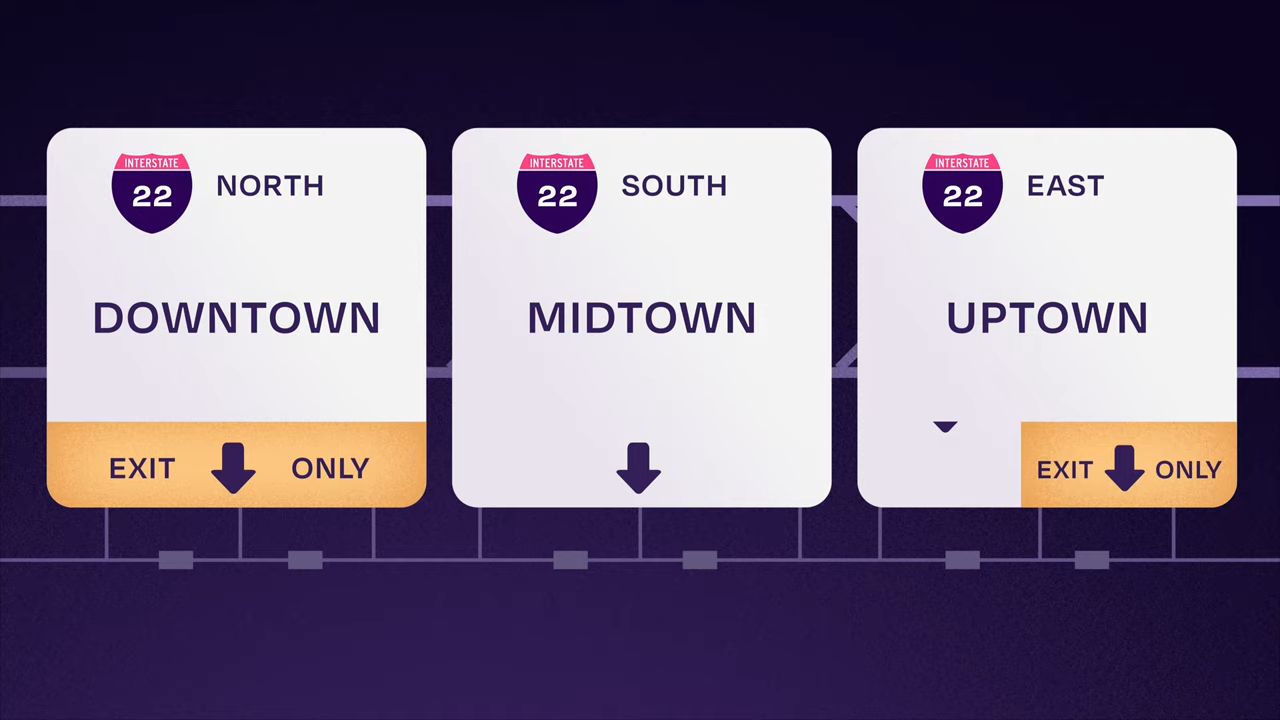 INTERSTATE
22
NORTH
DOWNTOWN
EXIT ONLY
INTERSTATE
22
SOUTH
MIDTOWN
INTERSTATE
22
EAST
UPTOWN
EXIT ONLY